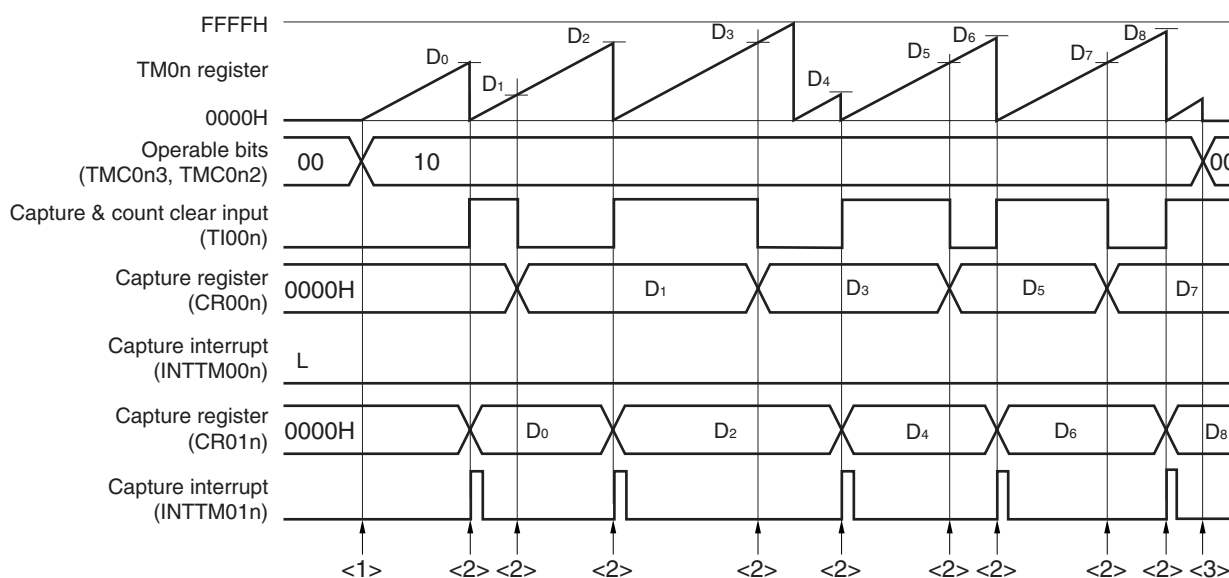 FFFFH
D0 D1 D2 D3 D4 D5 D6 D7 D8
TM0n register
0000H
Operable bits
(TMC0n3, TMC0n2)
00 10 00
Capture & count clear input
(TI00n)
Capture register
(CR00n)
0000H D1 D3 D5 D7
Capture interrupt
(INTTM00n)
L
Capture register
(CR01n)
0000H D0 D2 D4 D6 D8
Capture interrupt
(INTTM01n)
<1> <2> <2> <2> <2> <2> <2> <2> <2> <2> <3>